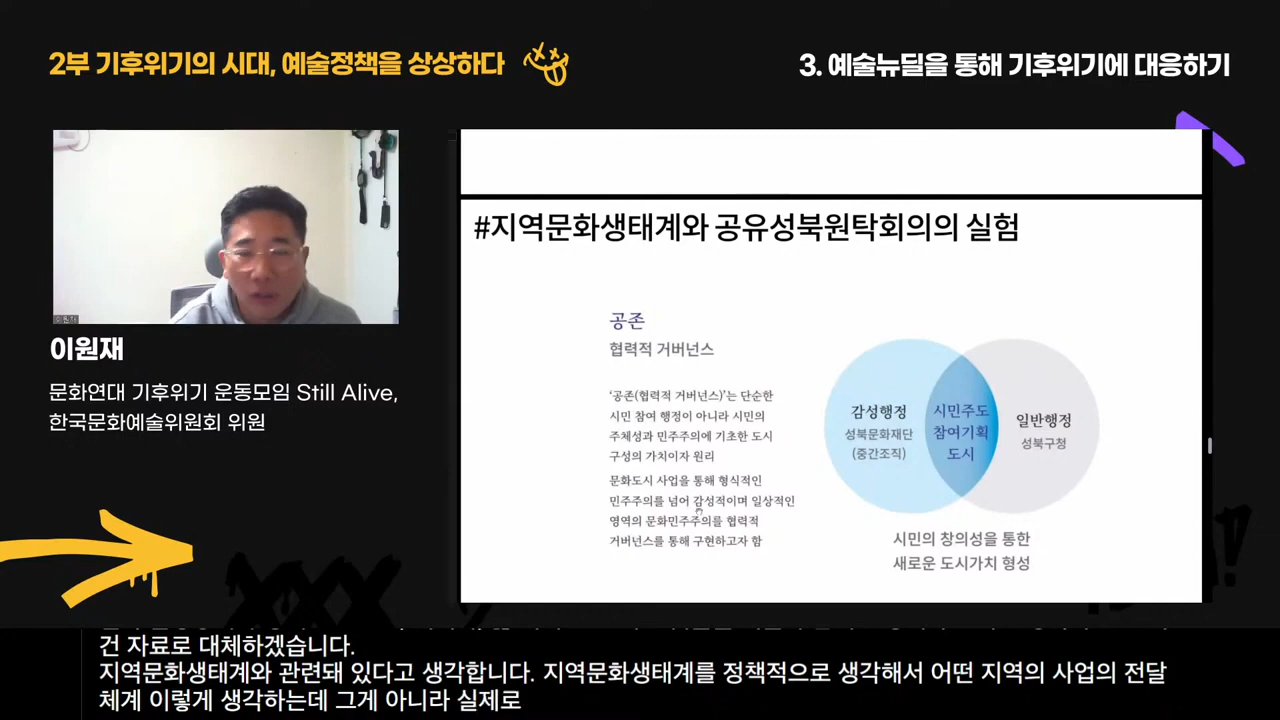 2부 기후위기의 시대, 예술정책을 상상하다
3. 예술뉴딜을 통해 기후위기에 대응하기
이원재
문화연대 기후위기 운동모임 Still Alive,
한국문화예술위원회 위원
#지역문화생태계와 공유성북원탁회의의 실험
공존
협력적 거버넌스
‘공존(협력적 거버넌스)’는 단순한
시민 참여 행정이 아니라 시민의
주체성과 민주주의에 기초한 도시
구성의 가치이자 원리
문화도시 사업을 통해 형식적인
민주주의를 넘어 감성적이며 일상적인
영역의 문화민주주의를 협력적
거버넌스를 통해 구현하고자 함
감성행정
성북문화재단
(중간조직)
시민주도
참여기획
도시
일반행정
성북구청
시민의 창의성을 통한
새로운 도시가치 형성
건 자료로 대체하겠습니다.
지역문화생태계와 관련돼 있다고 생각합니다. 지역문화생태계를 정책적으로 생각해서 어떤 지역의 사업의 전달
체계 이렇게 생각하는데 그게 아니라 실제로